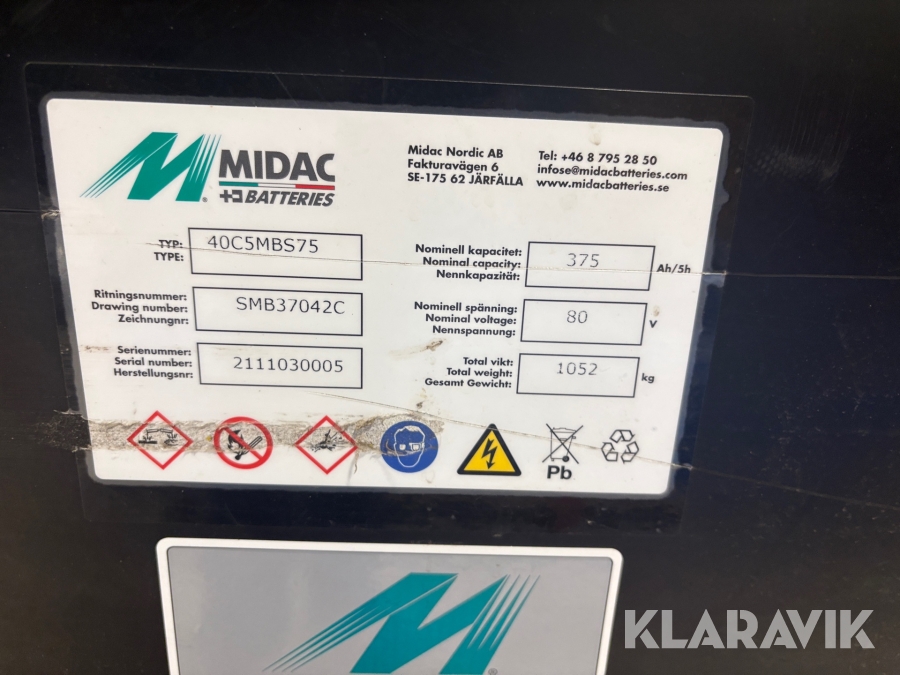 MIDAC
BATTERIES
Midac Nordic AB
Fakturavägen 6
SE-175 62 JÄRFÄLLA
Tel: +46 8 795 28 50
infose@midacbatteries.com
www.midacbatteries.se
TYP:
TYPE:
40C5MBS75
Ritningsnummer:
Drawing number:
Zeichnungnr:
SMB37042C
Serienummer:
Serial number:
Herstellungsnr:
2111030005
Nominell kapacitet:
Nominal capacity:
Nennkapazität:
375
Ah/5h
Nominell spänning:
Nominal voltage:
Nennspannung:
80
V
Total vikt:
Total weight:
Gesamt Gewicht:
1052
kg
Pb
KLARAVIK